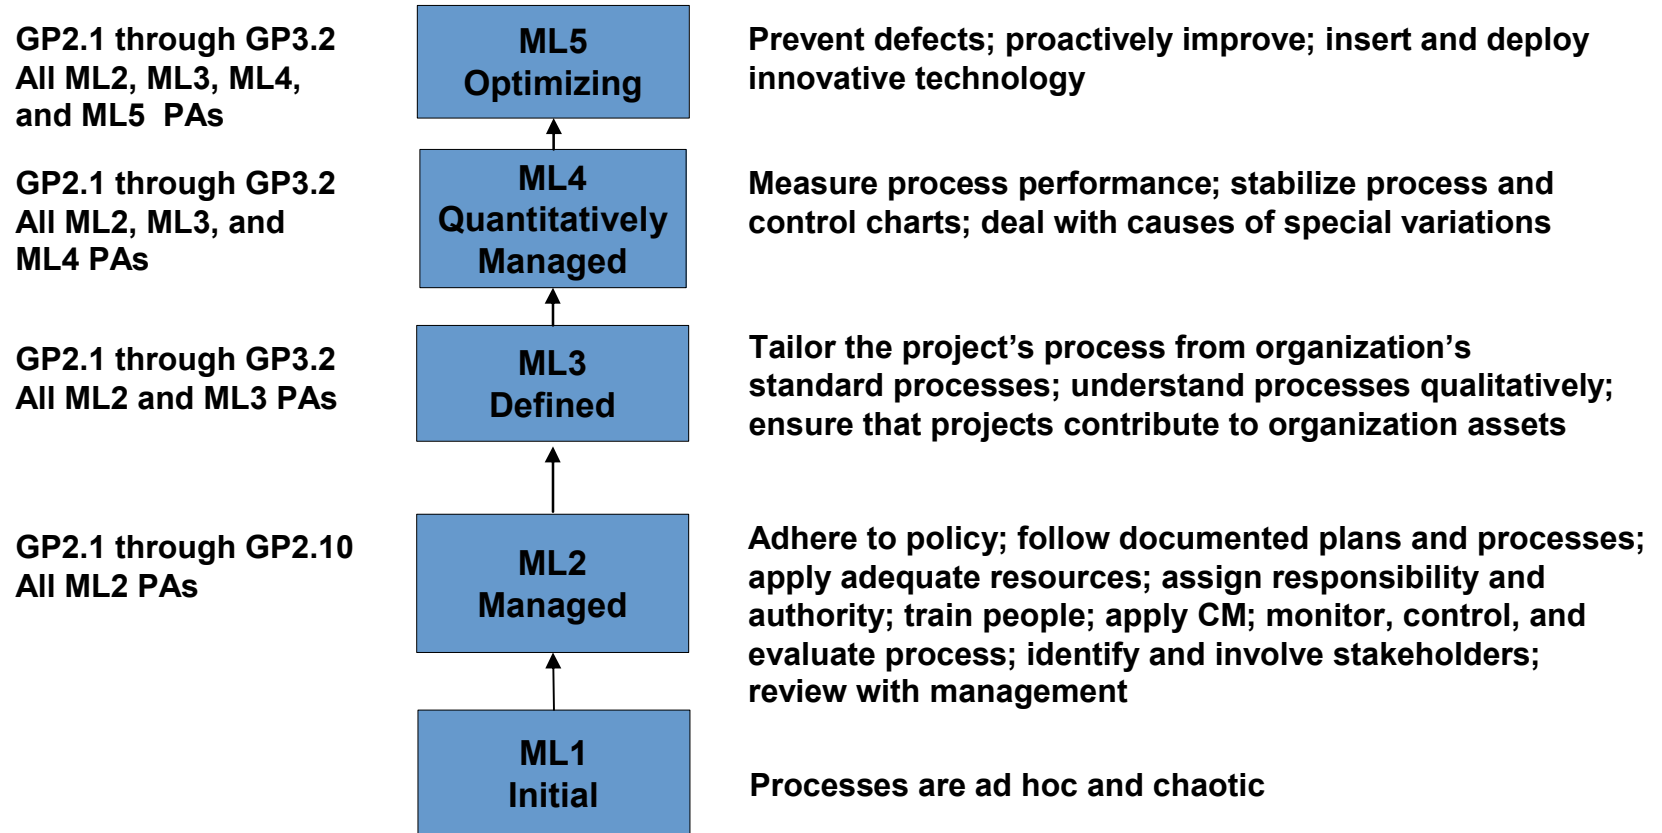 GP2.1 through GP3.2
All ML2, ML3, ML4,
and ML5 PAs
ML5
Optimizing
Prevent defects; proactively improve; insert and deploy
innovative technology
GP2.1 through GP3.2
All ML2, ML3, and
ML4 PAs
ML4
Quantitatively
Managed
Measure process performance; stabilize process and
control charts; deal with causes of special variations
GP2.1 through GP3.2
All ML2 and ML3 PAs
ML3
Defined
Tailor the project’s process from organization’s
standard processes; understand processes qualitatively;
ensure that projects contribute to organization assets
GP2.1 through GP2.10
All ML2 PAs
ML2
Managed
Adhere to policy; follow documented plans and processes;
apply adequate resources; assign responsibility and
authority; train people; apply CM; monitor, control, and
evaluate process; identify and involve stakeholders;
review with management
ML1
Initial
Processes are ad hoc and chaotic